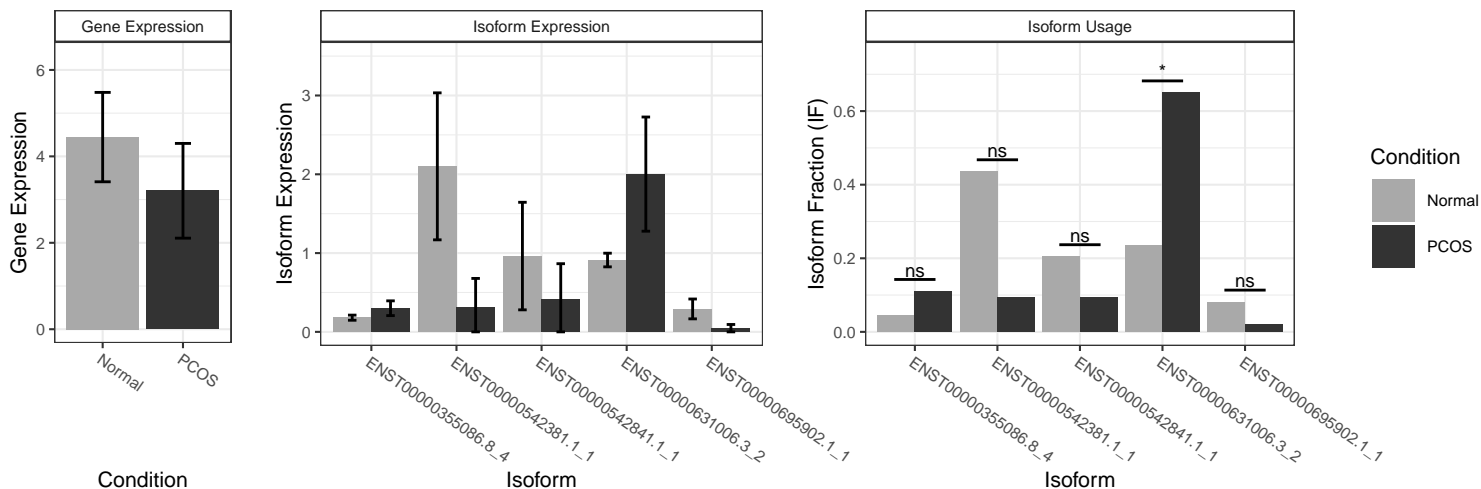 Gene Expression
Gene Expression
6
4
2
0
Normal
PCOS
Condition
Isoform Expression
Isoform Expression
3
2
1
0
ENST00000355086.8_4
ENST00000542381.1_1
ENST00000542841.1_1
ENST00000631006.3_2
ENST00000695902.1_1
Isoform
Isoform Usage
Isoform Fraction (IF)
0.6
0.4
0.2
0.0
ns
ns
ns
*
ns
ENST00000355086.8_4
ENST00000542381.1_1
ENST00000542841.1_1
ENST00000631006.3_2
ENST00000695902.1_1
Isoform
Condition
Normal
PCOS